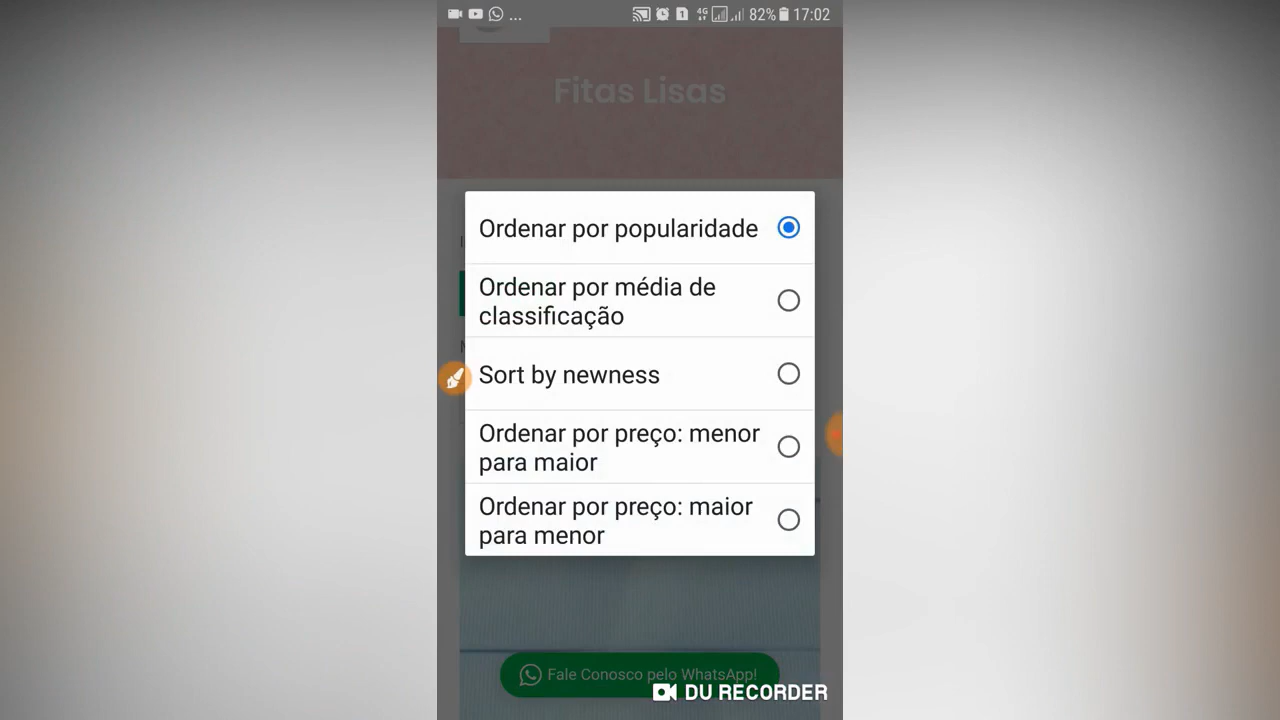 ... 4G 82% 17:02
Fitas Lisas
Ordenar por popularidade
Ordenar por média de
classificação
Sort by newness
Ordenar por preço: menor
para maior
Ordenar por preço: maior
para menor
Fale Conosco pelo WhatsApp!
DU RECORDER